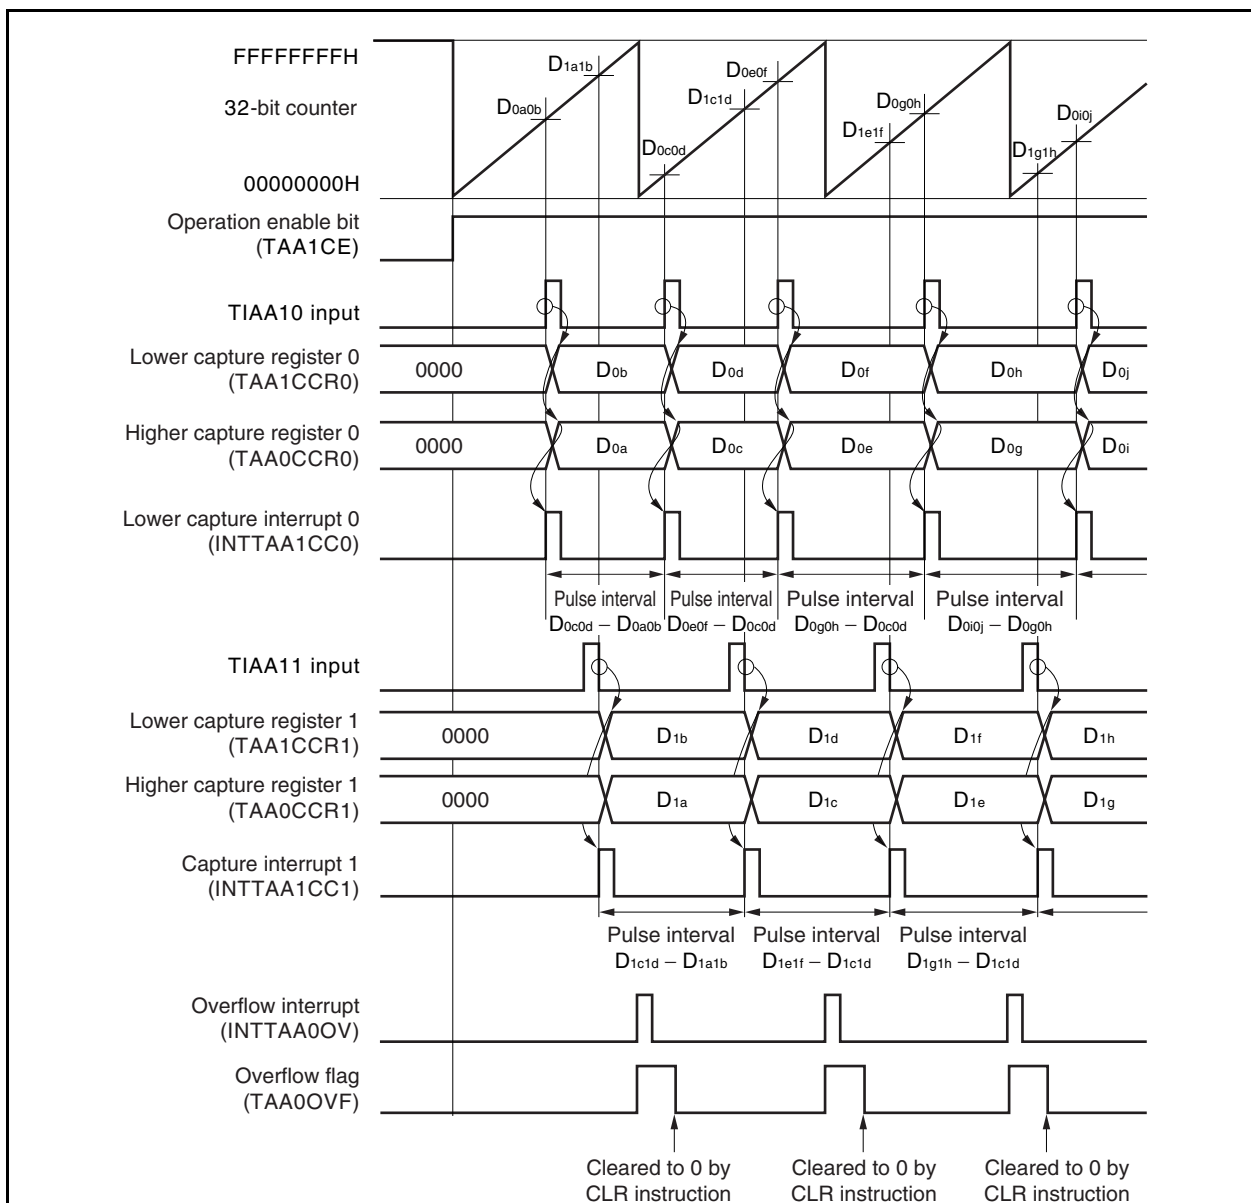 FFFFFFFFH
32-bit counter
00000000H
D0a0b
D1a1b
D0c0d
D1c1d
D0e0f
D1e1f
D0g0h
D1g1h
D0i0j
Operation enable bit
(TAA1CE)
TIAA10 input
Lower capture register 0
(TAA1CCR0)
0000 D0b D0d D0f D0h D0j
Higher capture register 0
(TAA0CCR0)
0000 D0a D0c D0e D0g D0i
Lower capture interrupt 0
(INTTAA1CC0)
Pulse interval Pulse interval Pulse interval Pulse interval
D0c0d – D0a0b D0e0f – D0c0d D0g0h – D0c0d D0i0j – D0g0h
TIAA11 input
Lower capture register 1
(TAA1CCR1)
0000 D1b D1d D1f D1h
Higher capture register 1
(TAA0CCR1)
0000 D1a D1c D1e D1g
Capture interrupt 1
(INTTAA1CC1)
Pulse interval Pulse interval Pulse interval
D1c1d – D1a1b D1e1f – D1c1d D1g1h – D1c1d
Overflow interrupt
(INTTAA0OV)
Overflow flag
(TAA0OVF)
Cleared to 0 by Cleared to 0 by Cleared to 0 by
CLR instruction CLR instruction CLR instruction